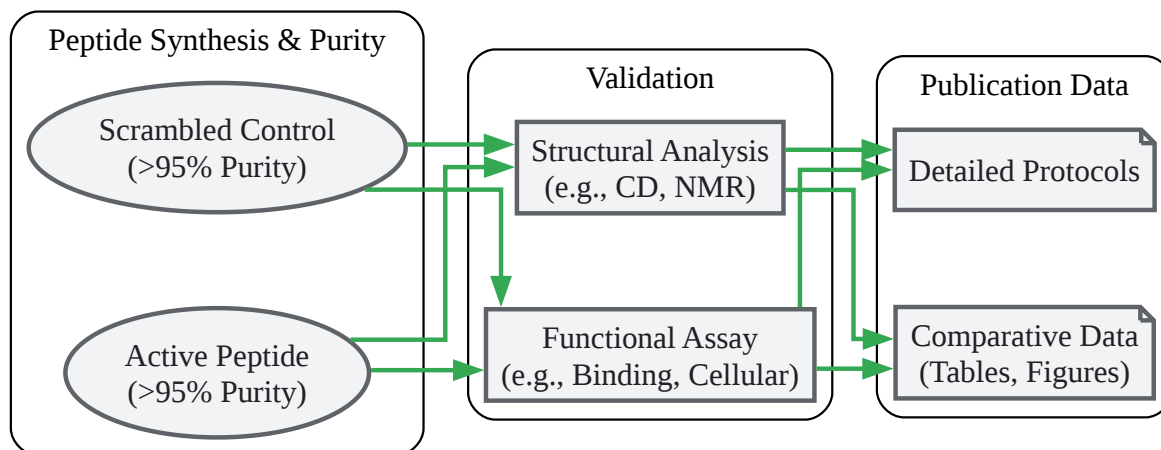 Peptide Synthesis & Purity
Scrambled Control
(>95% Purity)
Active Peptide
(>95% Purity)
Validation
Structural Analysis
(e.g., CD, NMR)
Functional Assay
(e.g., Binding, Cellular)
Publication Data
Detailed Protocols
Comparative Data
(Tables, Figures)